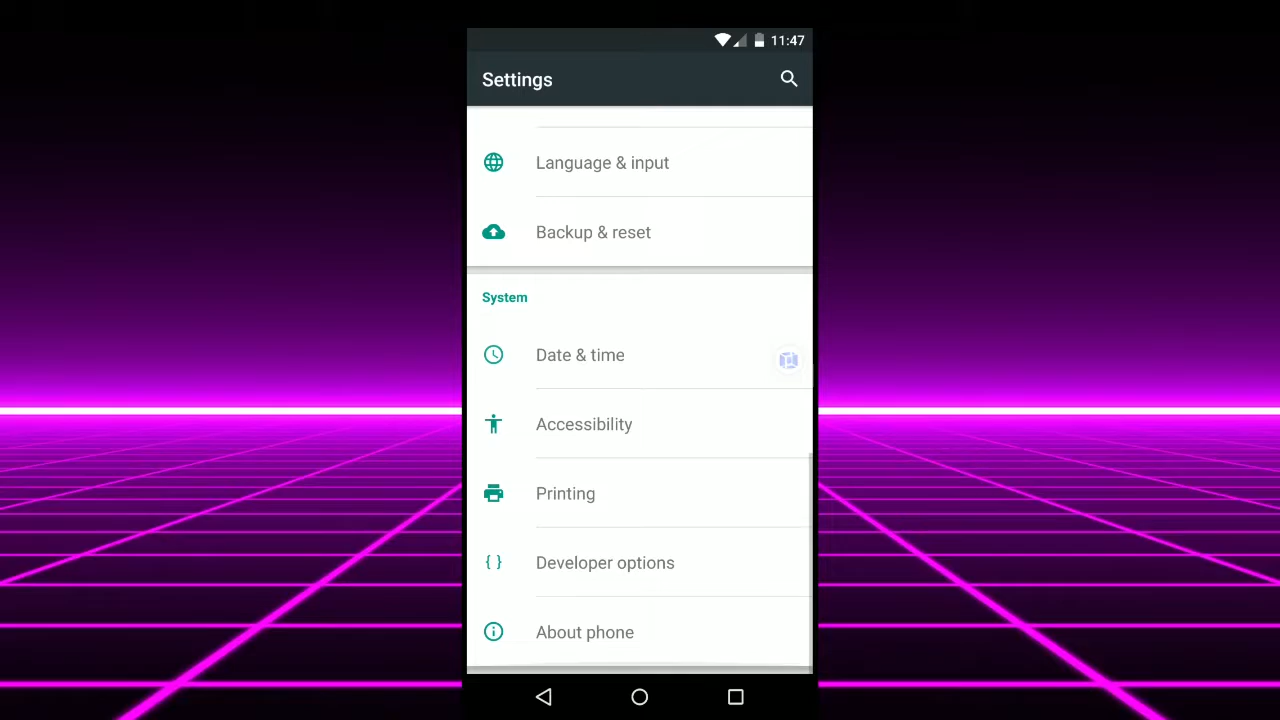 11:47
Settings
Language & input
Backup & reset
System
Date & time
Accessibility
Printing
Developer options
About phone